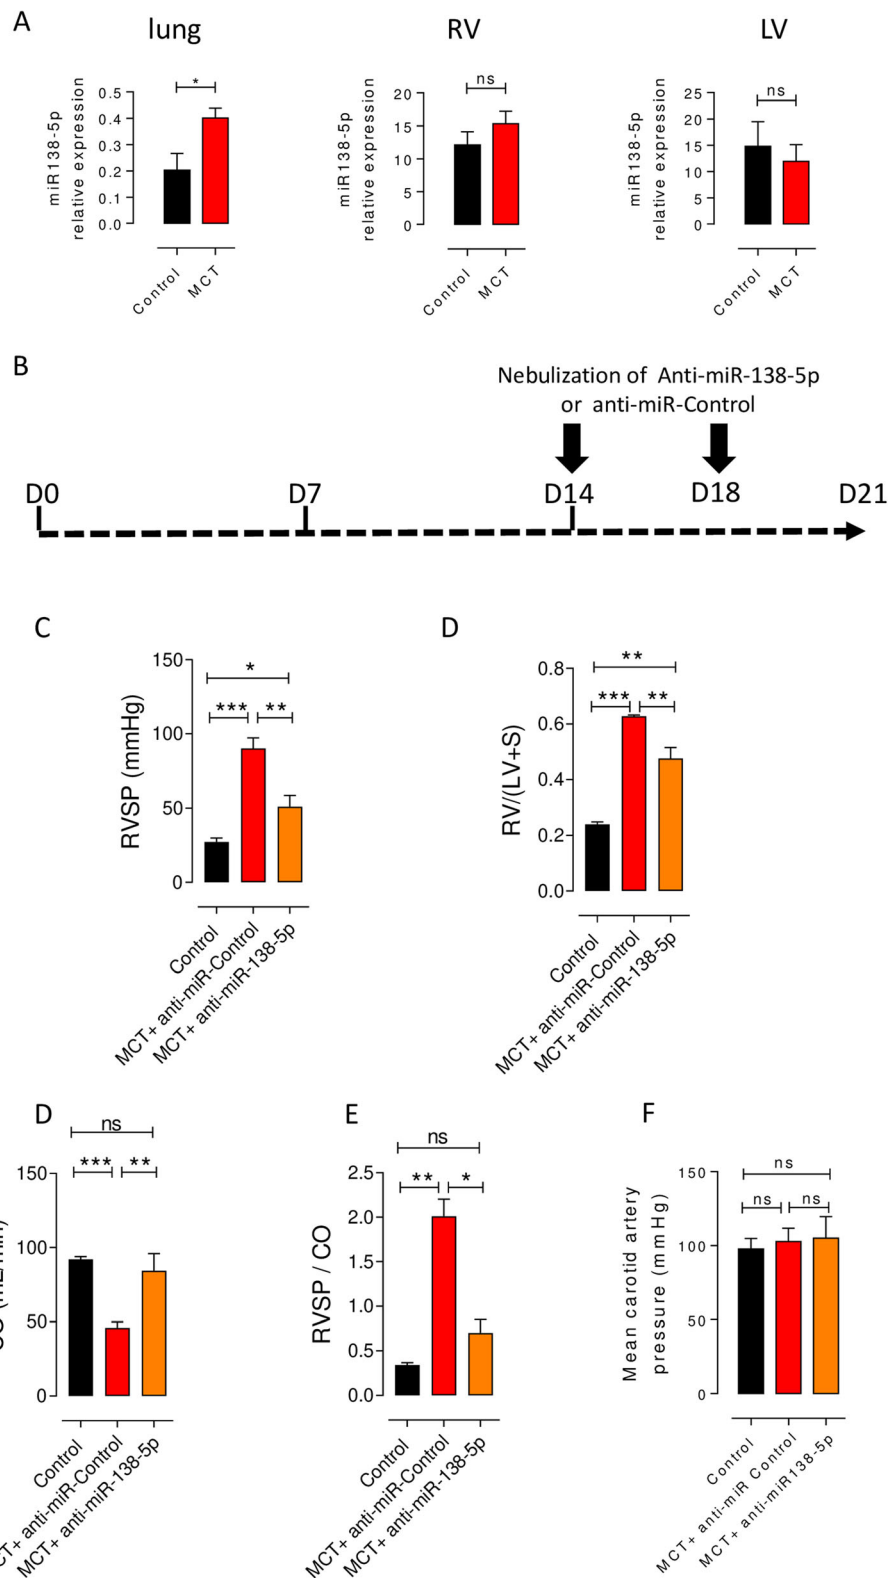 A
lung
RV
LV
miR138-5p
relative expression
0.5
0.4
0.3
0.2
0.1
0.0
*
Control
MCT
miR138-5p
relative expression
20
15
10
5
0
ns
Control
MCT
miR138-5p
relative expression
25
20
15
10
5
0
ns
Control
MCT
B
Nebulization of Anti-miR-138-5p
or anti-miR-Control
D0
D7
D14
D18
D21
C
RVSP (mmHg)
150
100
50
0
*
***
**
Control
MCT+ anti-miR-Control
MCT+ anti-miR-138-5p
D
RV/(LV+S)
0.8
0.6
0.4
0.2
0.0
**
***
**
Control
MCT+ anti-miR-Control
MCT+ anti-miR-138-5p
D
150
100
50
0
ns
***
**
Control
CT+ anti-miR-Control
MCT+ anti-miR-138-5p
E
RVSP / CO
2.5
2.0
1.5
1.0
0.5
0.0
ns
**
*
Control
MCT+ anti-miR-Control
MCT+ anti-miR-138-5p
F
Mean carotid artery
pressure (mmHg)
150
100
50
0
ns
ns
ns
Control
MCT+ anti-miR Control
MCT+ anti-miR138-5p